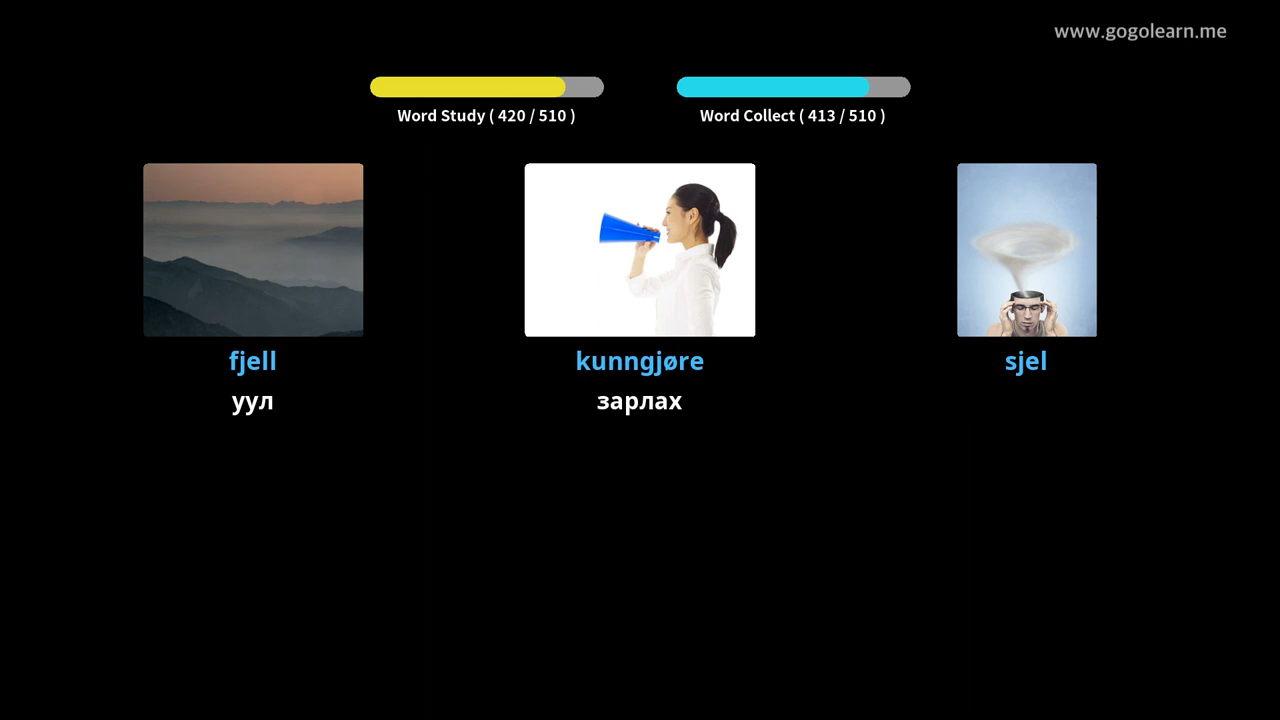 www.gogolearn.me
Word Study ( 420 / 510 )
Word Collect ( 413 / 510 )
fjell
kunngjøre
sjel
уул
зарлах